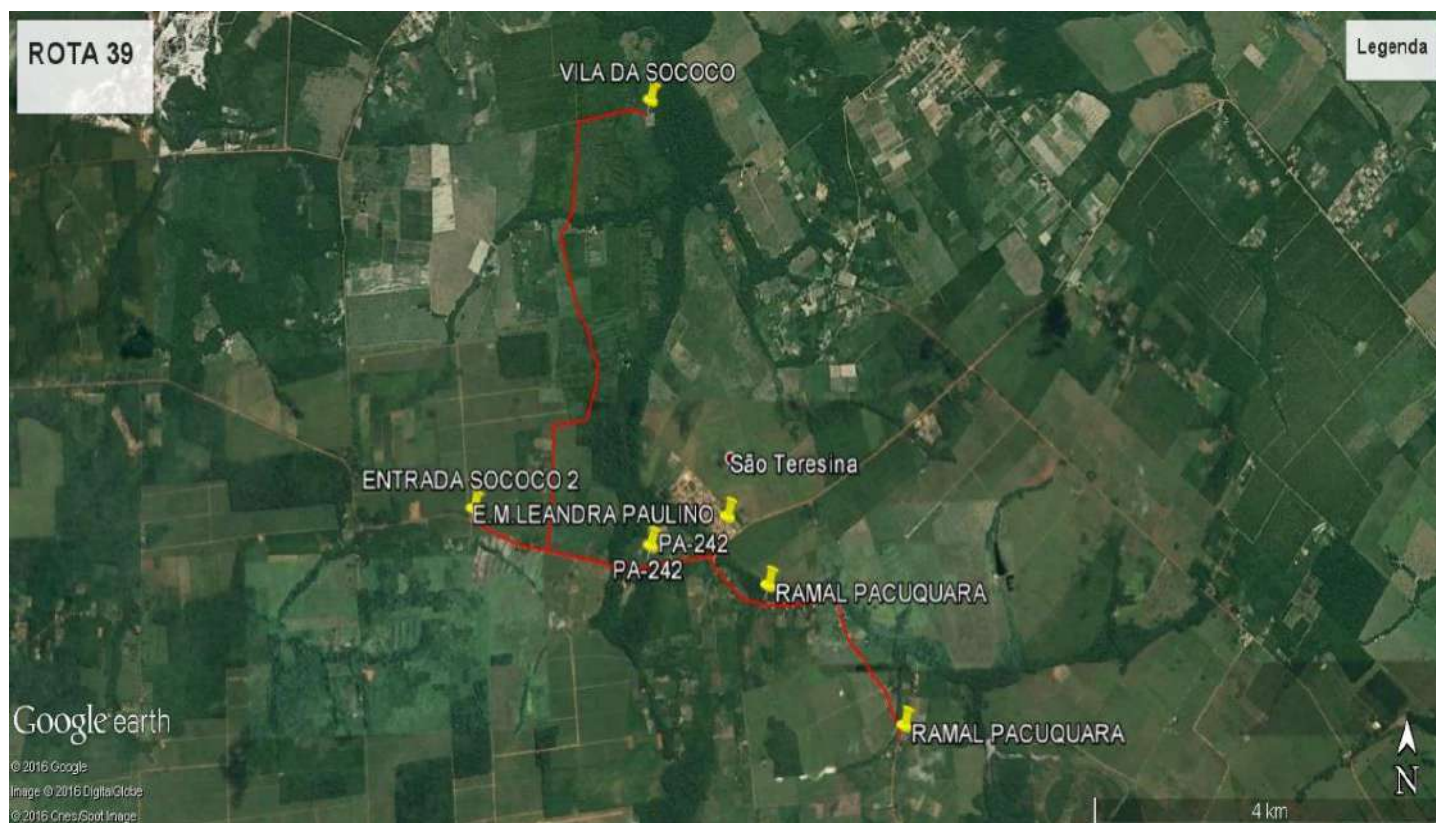 ROTA 39
Legenda
VILA DA SOCOCO
São Teresina
ENTRADA SOCOCO 2
E.M.LEANDRA PAULINO
PA-242
PA-242
RAMAL PACUQUARA
RAMAL PACUQUARA
Google earth
© 2016 Google
Image © 2016 DigitalGlobe
© 2016 Cnes/Spot Image
N
4 km